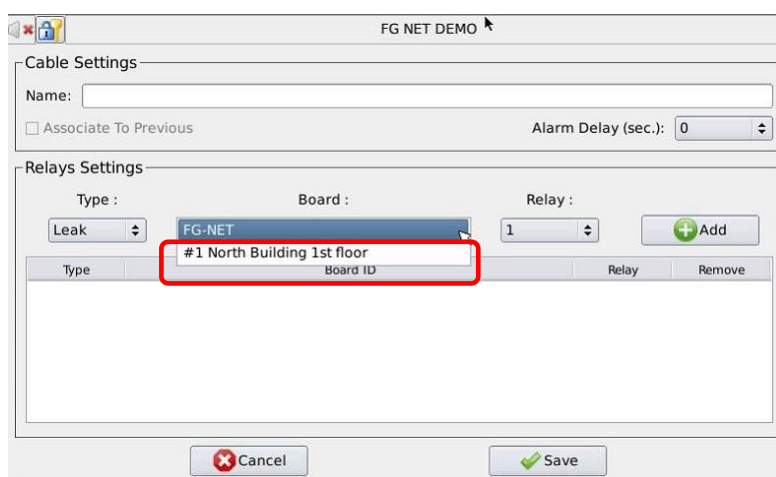 FG NET DEMO
Cable Settings
Name:
Associate To Previous Alarm Delay (sec.): 0
Relays Settings
Type : Board : Relay :
Leak FG-NET 1 Add
#1 North Building 1st floor
Type Board ID Relay Remove
Cancel Save